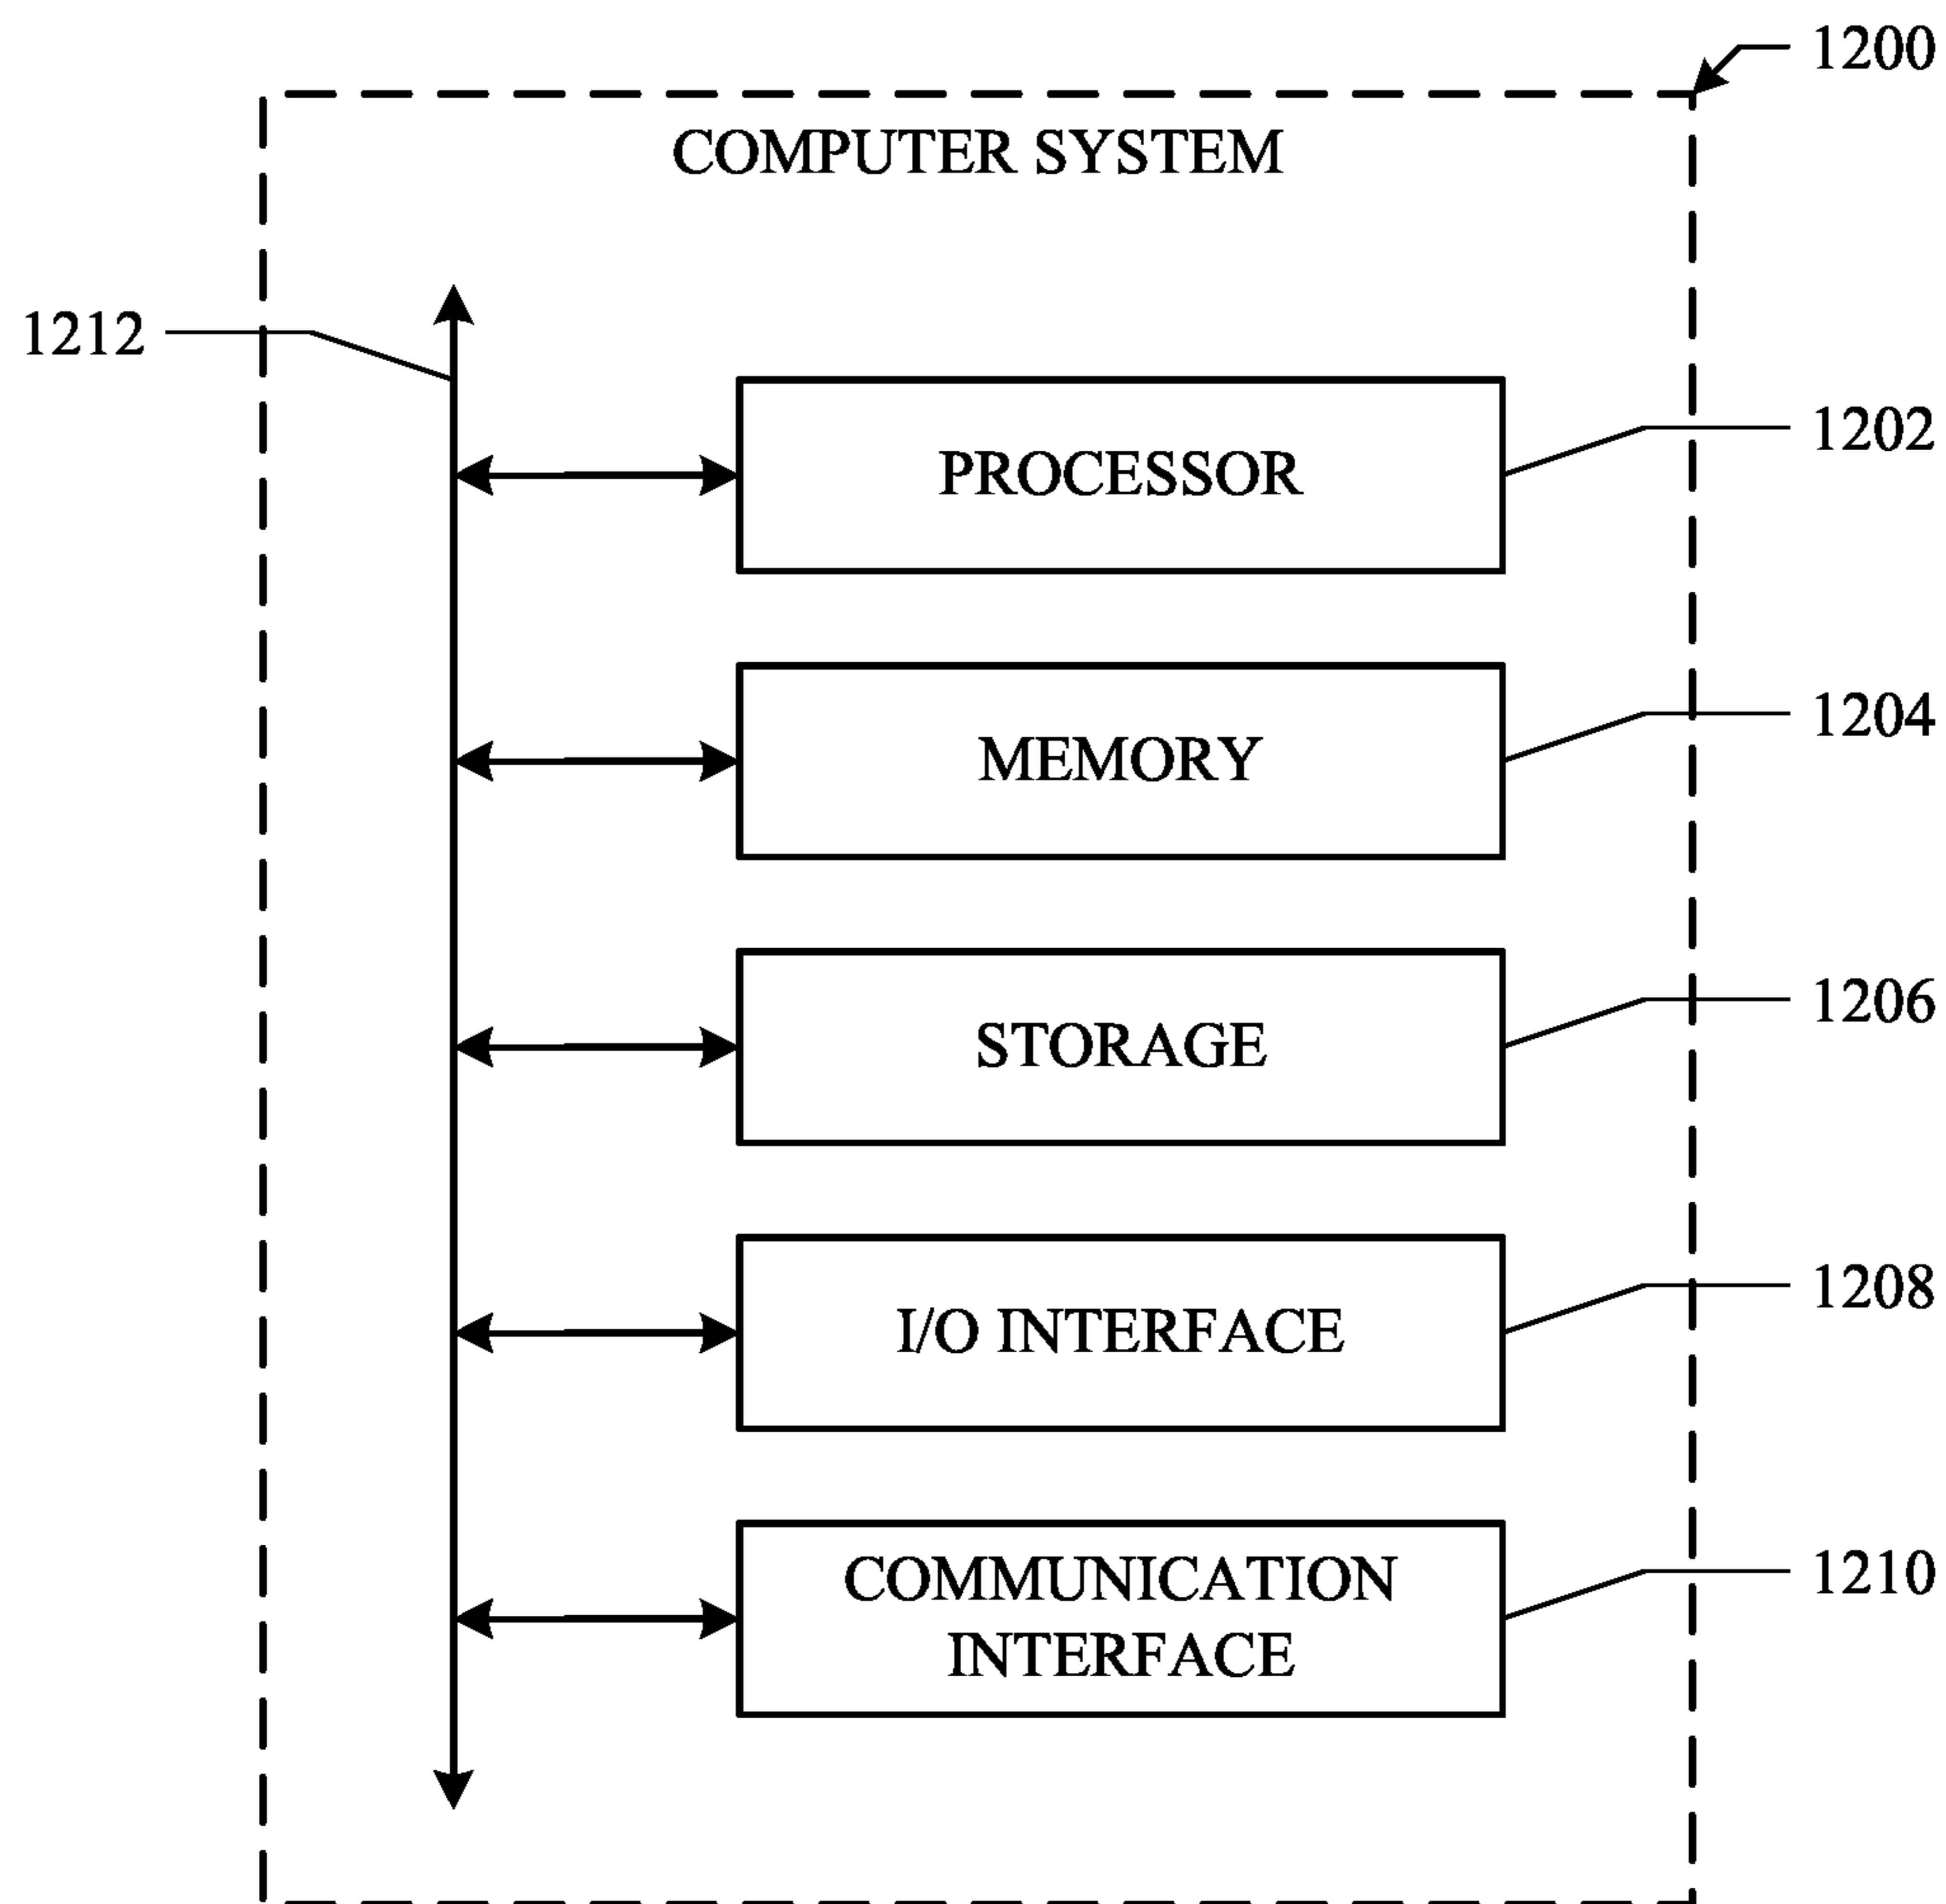 1200
COMPUTER SYSTEM
1212
1202
PROCESSOR
1204
MEMORY
1206
STORAGE
1208
I/O INTERFACE
1210
COMMUNICATION
INTERFACE